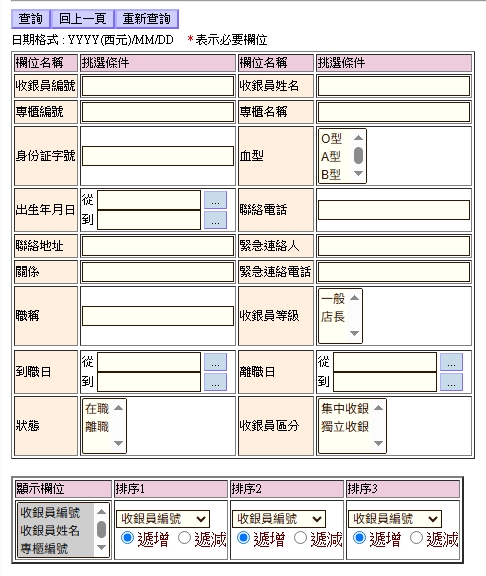 查詢 回上一頁 重新查詢
日期格式 : YYYY(西元)/MM/DD *表示必要欄位
欄位名稱 挑選條件 欄位名稱 挑選條件
收銀員編號 收銀員姓名
專櫃編號 專櫃名稱
身份証字號 血型 O型
A型
B型
出生年月日 從 ... 聯絡電話
到 ...
聯絡地址 緊急連絡人
關係 緊急連絡電話
職稱 收銀員等級 一般
店長
到職日 從 ... 離職日 從 ...
到 ... 到 ...
狀態 在職 收銀員區分 集中收銀
離職 獨立收銀
顯示欄位 排序1 排序2 排序3
收銀員編號 收銀員編號 收銀員編號 收銀員編號
收銀員姓名 遞增 遞減 遞增 遞減 遞增 遞減
專櫃編號